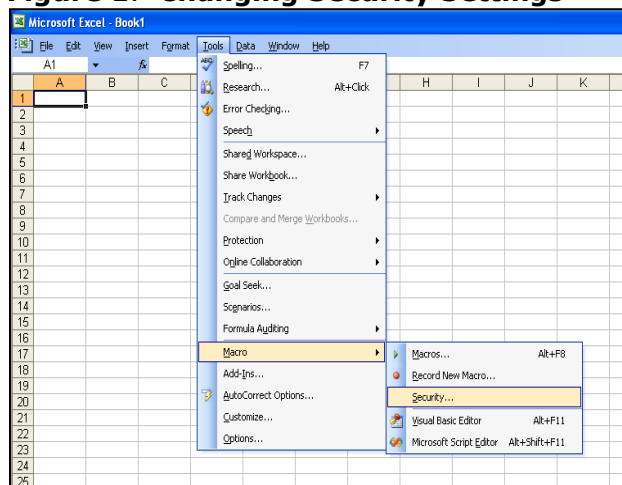 Figure 1. Changing Security Settings
Microsoft Excel - Book1
File Edit View Insert Format Tools Data Window Help
A1 fx
A B C H I J K
Spelling... F7
Research... Alt+Click
Error Checking...
Speech
Shared Workspace...
Share Workbook...
Track Changes
Compare and Merge Workbooks...
Protection
Online Collaboration
Goal Seek...
Scenarios...
Formula Auditing
Macro
Add-Ins...
AutoCorrect Options...
Customize...
Options...
Macros... Alt+F8
Record New Macro...
Security...
Visual Basic Editor Alt+F11
Microsoft Script Editor Alt+Shift+F11
1
2
3
4
5
6
7
8
9
10
11
12
13
14
15
16
17
18
19
20
21
22
23
24
25